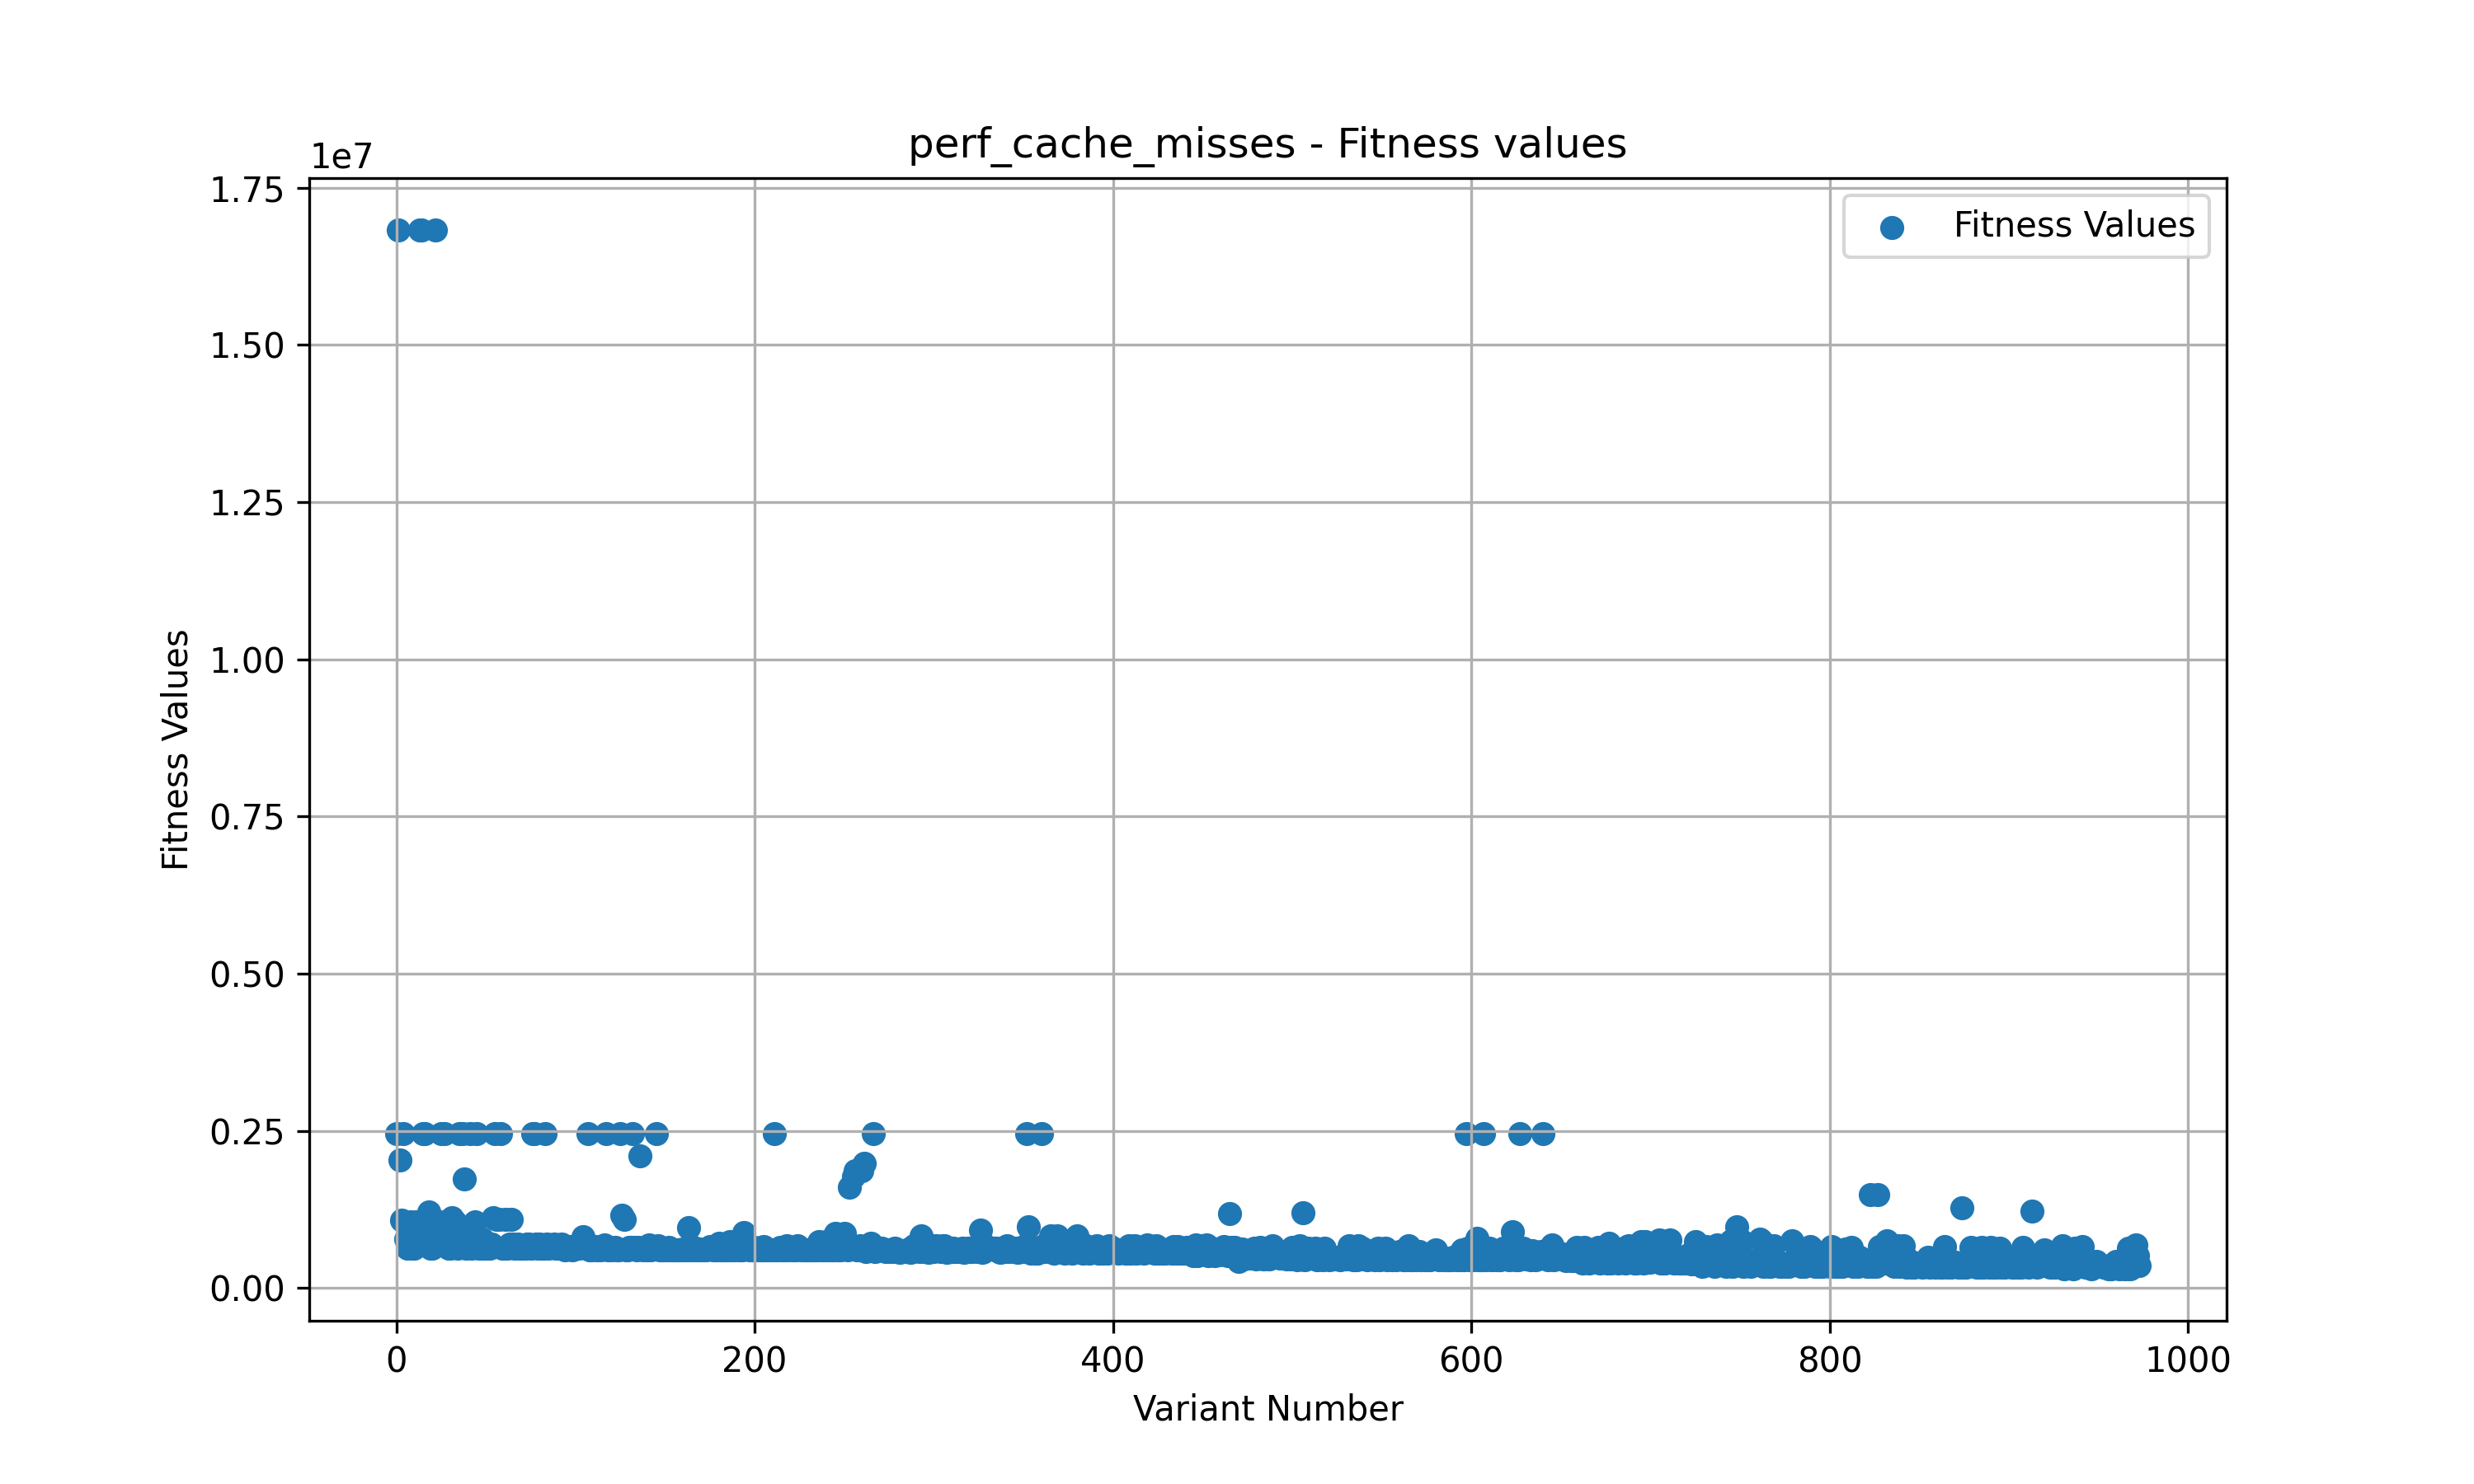 perf_cache_misses - Fitness values
1e7
1.75
1.50
1.25
1.00
0.75
0.50
0.25
0.00
Fitness Values
Fitness Values
0 200 400 600 800 1000
Variant Number